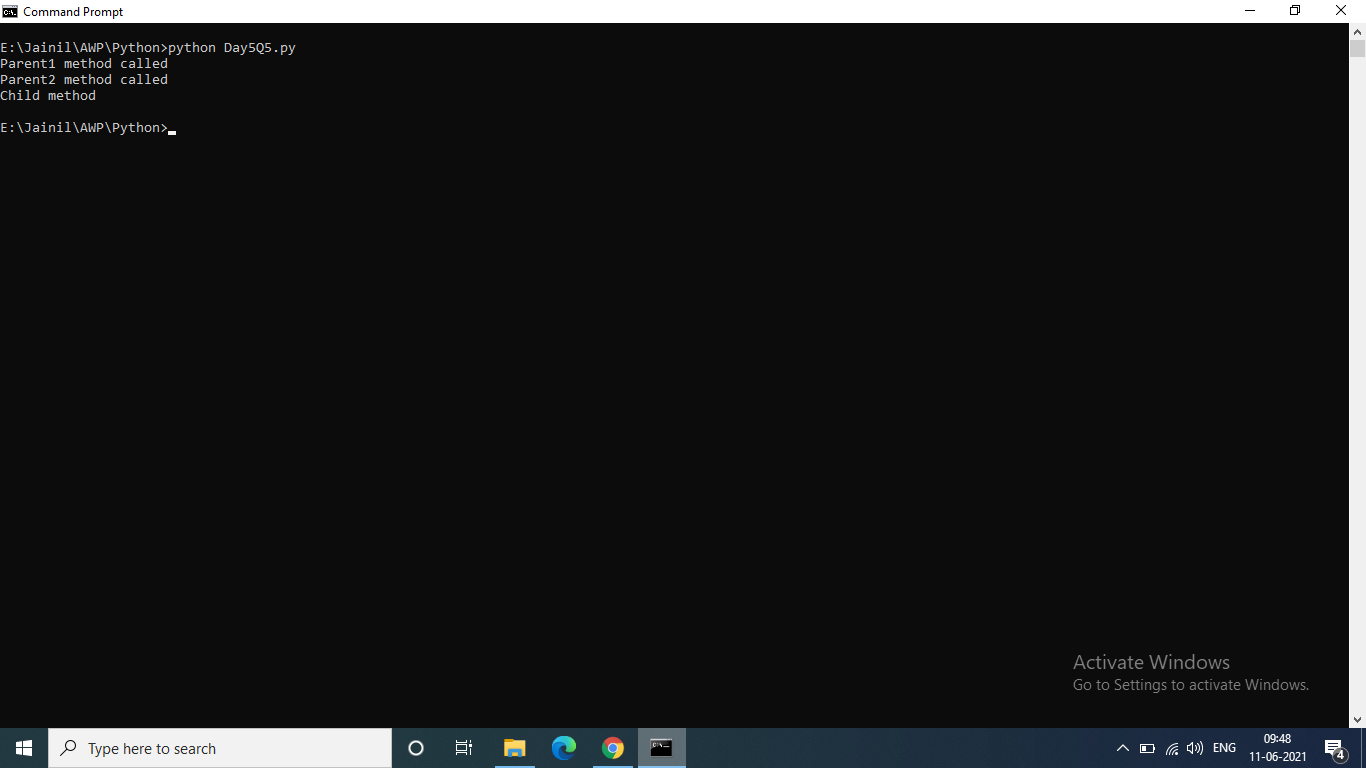 Command Prompt
E:\Jainil\AWP\Python>python Day5Q5.py
Parent1 method called
Parent2 method called
Child method
E:\Jainil\AWP\Python>
Activate Windows
Go to Settings to activate Windows.
Type here to search
ENG
09:48
11-06-2021
4